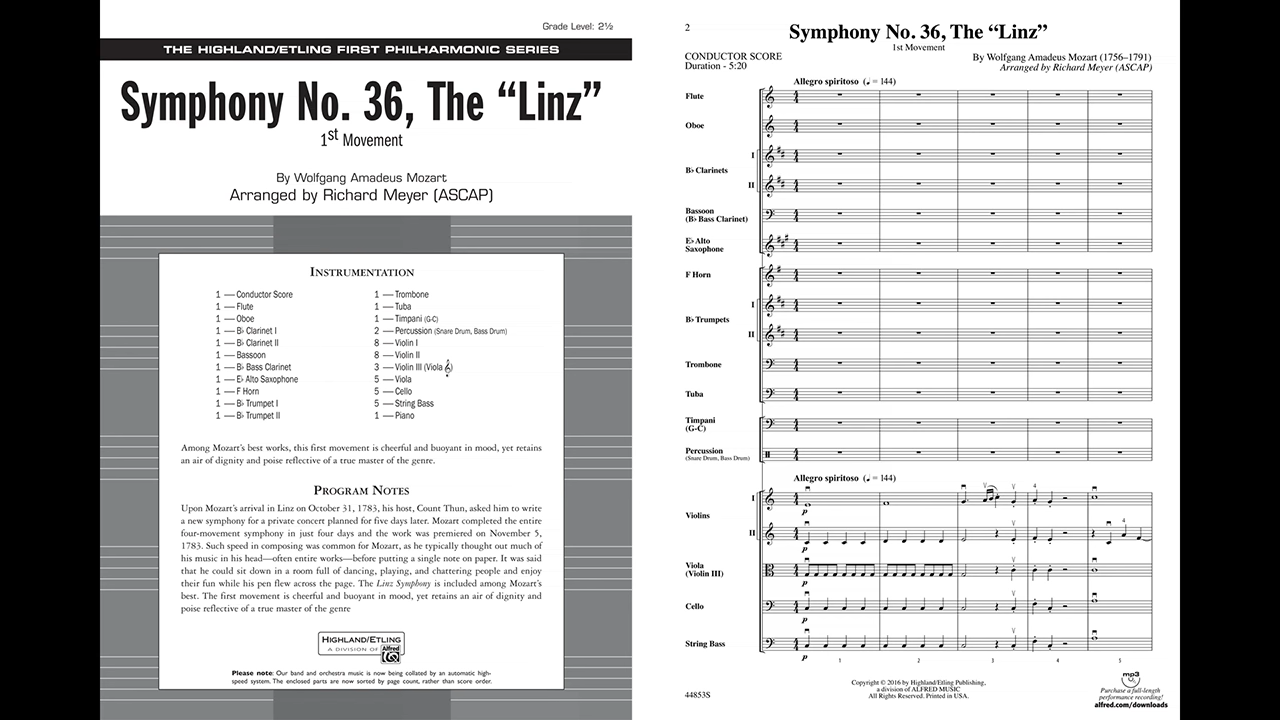 Grade Level: 2½
THE HIGHLAND/ETLING FIRST PHILHARMONIC SERIES
Symphony No. 36, The “Linz”
1st Movement
By Wolfgang Amadeus Mozart
Arranged by Richard Meyer (ASCAP)
INSTRUMENTATION
1 — Conductor Score
1 — Flute
1 — Oboe
1 — B♭ Clarinet I
1 — B♭ Clarinet II
1 — Bassoon
1 — B♭ Bass Clarinet
1 — E♭ Alto Saxophone
1 — F Horn
1 — B♭ Trumpet I
1 — B♭ Trumpet II
1 — Trombone
1 — Tuba
1 — Timpani (G-C)
2 — Percussion (Snare Drum, Bass Drum)
8 — Violin I
8 — Violin II
3 — Violin III (Viola 𝄞)
5 — Viola
5 — Cello
5 — String Bass
1 — Piano
Among Mozart’s best works, this first movement is cheerful and buoyant in mood, yet retains
an air of dignity and poise reflective of a true master of the genre.
PROGRAM NOTES
Upon Mozart’s arrival in Linz on October 31, 1783, his host, Count Thun, asked him to write
a new symphony for a private concert planned for five days later. Mozart completed the entire
four-movement symphony in just four days and the work was premiered on November 5,
1783. Such speed in composing was common for Mozart, as he typically thought out much of
his music in his head—often entire works—before putting a single note on paper. It was said
that he could sit down in a room full of dancing, playing, and chattering people and enjoy
their fun while his pen flew across the page. The Linz Symphony is included among Mozart’s
best. The first movement is cheerful and buoyant in mood, yet retains an air of dignity and
poise reflective of a true master of the genre
HIGHLAND/ETLING
A DIVISION OF Alfred
Please note: Our band and orchestra music is now being collated by an automatic high-
speed system. The enclosed parts are now sorted by page count, rather than score order.
2
Symphony No. 36, The “Linz”
1st Movement
CONDUCTOR SCORE
Duration - 5:20
By Wolfgang Amadeus Mozart (1756–1791)
Arranged by Richard Meyer (ASCAP)
Allegro spiritoso (♩ = 144)
Flute
Oboe
I
B♭ Clarinets
II
Bassoon
(B♭ Bass Clarinet)
E♭ Alto
Saxophone
F Horn
I
B♭ Trumpets
II
Trombone
Tuba
Timpani
(G-C)
Percussion
(Snare Drum, Bass Drum)
Allegro spiritoso (♩ = 144)
I
4
p
Violins
II
4
p
Viola
(Violin III)
p
Cello
p
String Bass
p
1 2 3 4 5
Copyright © 2016 by Highland/Etling Publishing,
a division of ALFRED MUSIC
All Rights Reserved. Printed in USA.
44853S
mp3
Purchase a full-length
performance recording!
alfred.com/downloads